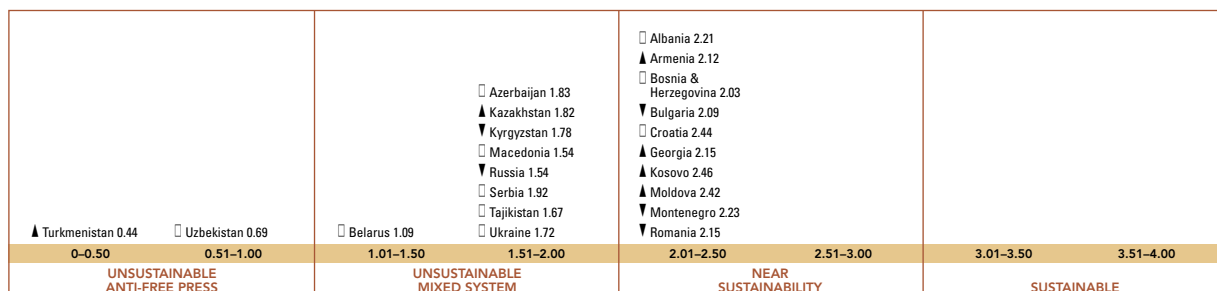 ▲ Turkmenistan 0.44
□ Uzbekistan 0.69
□ Belarus 1.09
□ Azerbaijan 1.83
▲ Kazakhstan 1.82
▼ Kyrgyzstan 1.78
□ Macedonia 1.54
▼ Russia 1.54
□ Serbia 1.92
□ Tajikistan 1.67
□ Ukraine 1.72
□ Albania 2.21
▲ Armenia 2.12
□ Bosnia &
Herzegovina 2.03
▼ Bulgaria 2.09
□ Croatia 2.44
▲ Georgia 2.15
▲ Kosovo 2.46
▲ Moldova 2.42
▼ Montenegro 2.23
▼ Romania 2.15
0–0.50 0.51–1.00 1.01–1.50 1.51–2.00 2.01–2.50 2.51–3.00 3.01–3.50 3.51–4.00
UNSUSTAINABLE
ANTI-FREE PRESS
UNSUSTAINABLE
MIXED SYSTEM
NEAR
SUSTAINABILITY
SUSTAINABLE